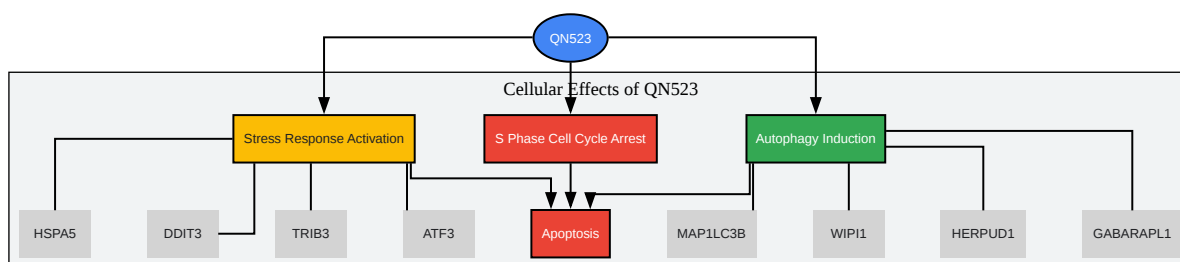 QN523
Cellular Effects of QN523
Stress Response Activation
S Phase Cell Cycle Arrest
Autophagy Induction
HSPA5
DDIT3
TRIB3
ATF3
Apoptosis
MAP1LC3B
WIPI1
HERPUD1
GABARAPL1